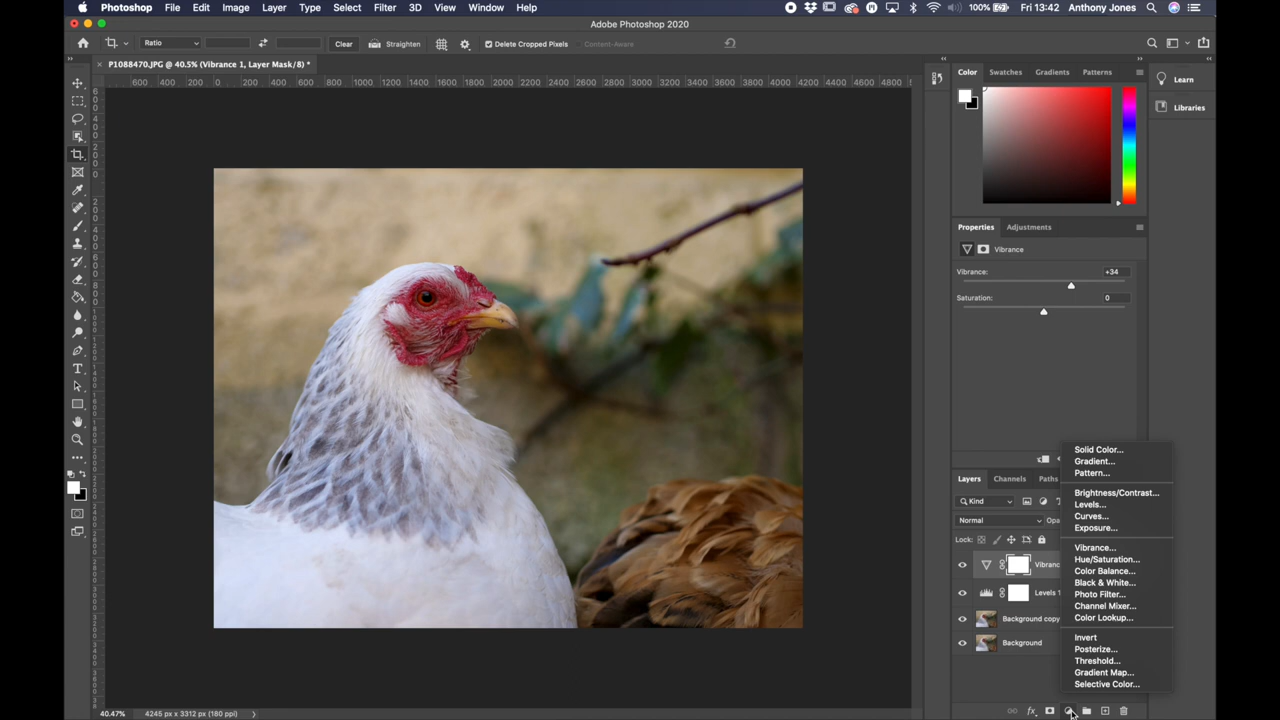 Photoshop File Edit Image Layer Type Select Filter 3D View Window Help 100% Fri 13:42 Anthony Jones
Adobe Photoshop 2020
Ratio Clear Straighten Delete Cropped Pixels Content-Aware
P1088470.JPG @ 40.5% (Vibrance 1, Layer Mask/8) *
600 400 200 0 200 400 600 800 1000 1200 1400 1600 1800 2000 2200 2400 2600 2800 3000 3200 3400 3600 3800 4000 4200 4400 4600 4800
Color Swatches Gradients Patterns
Learn
Libraries
Properties Adjustments
Vibrance
Vibrance: +34
Saturation: 0
Solid Color...
Gradient...
Pattern...
Brightness/Contrast...
Levels...
Curves...
Exposure...
Vibrance...
Hue/Saturation...
Color Balance...
Black & White...
Photo Filter...
Channel Mixer...
Color Lookup...
Invert
Posterize...
Threshold...
Gradient Map...
Selective Color...
Layers Channels Paths
Kind
Normal Opa
Lock:
Vibranc
Levels 1
Background copy
Background
fx
40.47% 4245 px x 3312 px (180 ppi)